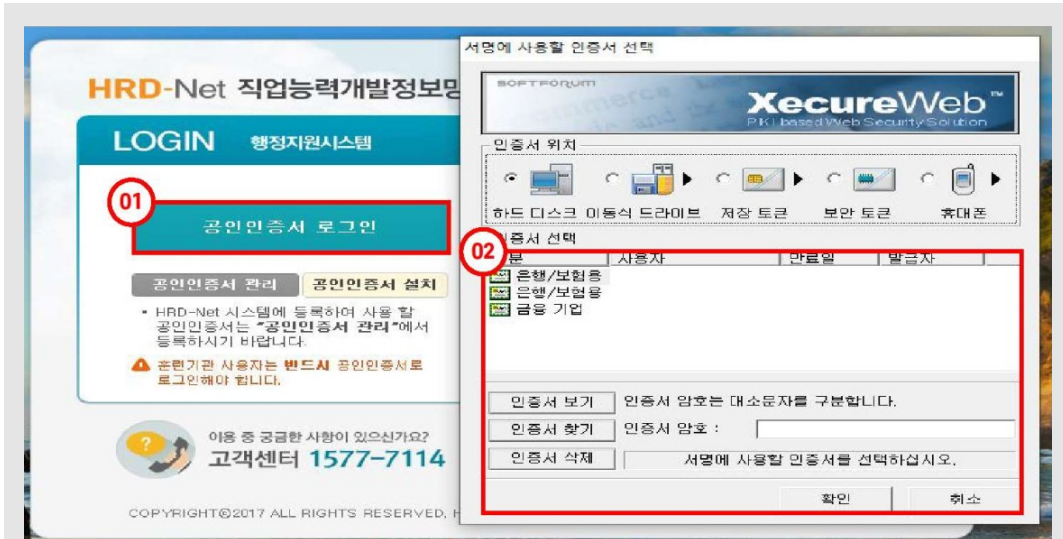 HRD-Net 직업능력개발정보망
LOGIN 행정지원시스템
01
공인인증서 로그인
공인인증서 관리
공인인증서 설치
• HRD-Net 시스템에 등록하여 사용 할
공인인증서는 "공인인증서 관리"에서
등록하시기 바랍니다.
훈련기관 사용자는 반드시 공인인증서로
로그인해야 합니다.
이용 중 궁금한 사항이 있으신가요?
고객센터 1577-7114
COPYRIGHT©2017 ALL RIGHTS RESERVED, H
서명에 사용할 인증서 선택
SOFTFORUM
XecureWeb™
PKI based Web Security Solution
인증서 위치
하드 디스크 이동식 드라이브 저장 토큰 보안 토큰 휴대폰
인증서 선택
02
분 사용자 만료일 발급자
은행/보험용
은행/보험용
금융 기업
인증서 보기 인증서 암호는 대소문자를 구분합니다.
인증서 찾기 인증서 암호 :
인증서 삭제 서명에 사용할 인증서를 선택하십시오.
확인 취소